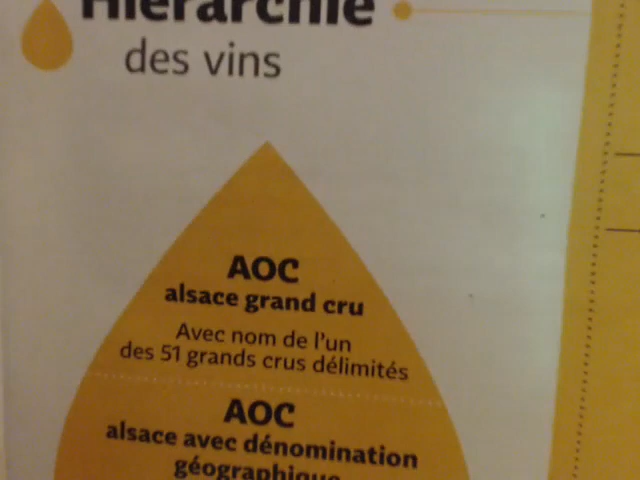 Hiérarchie
des vins
AOC
alsace grand cru
Avec nom de l'un
des 51 grands crus délimités
AOC
alsace avec dénomination
géographique